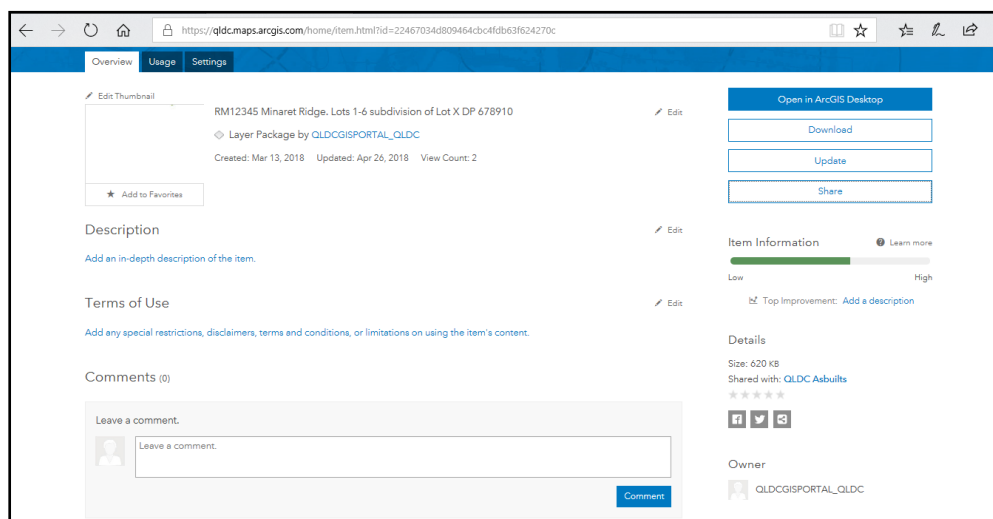 https://qldc.maps.arcgis.com/home/item.html?id=22467034d809464cbc4fdb63f624270c
Overview Usage Settings
Edit Thumbnail
RM12345 Minaret Ridge. Lots 1-6 subdivision of Lot X DP 678910
Edit
Layer Package by QLDCGISPORTAL_QLDC
Created: Mar 13, 2018 Updated: Apr 26, 2018 View Count: 2
Add to Favorites
Description
Edit
Add an in-depth description of the item.
Terms of Use
Edit
Add any special restrictions, disclaimers, terms and conditions, or limitations on using the item's content.
Comments (0)
Leave a comment.
Leave a comment.
Comment
Open in ArcGIS Desktop
Download
Update
Share
Item Information
Learn more
Low High
Top Improvement: Add a description
Details
Size: 620 KB
Shared with: QLDC Asbuilts
Owner
QLDCGISPORTAL_QLDC